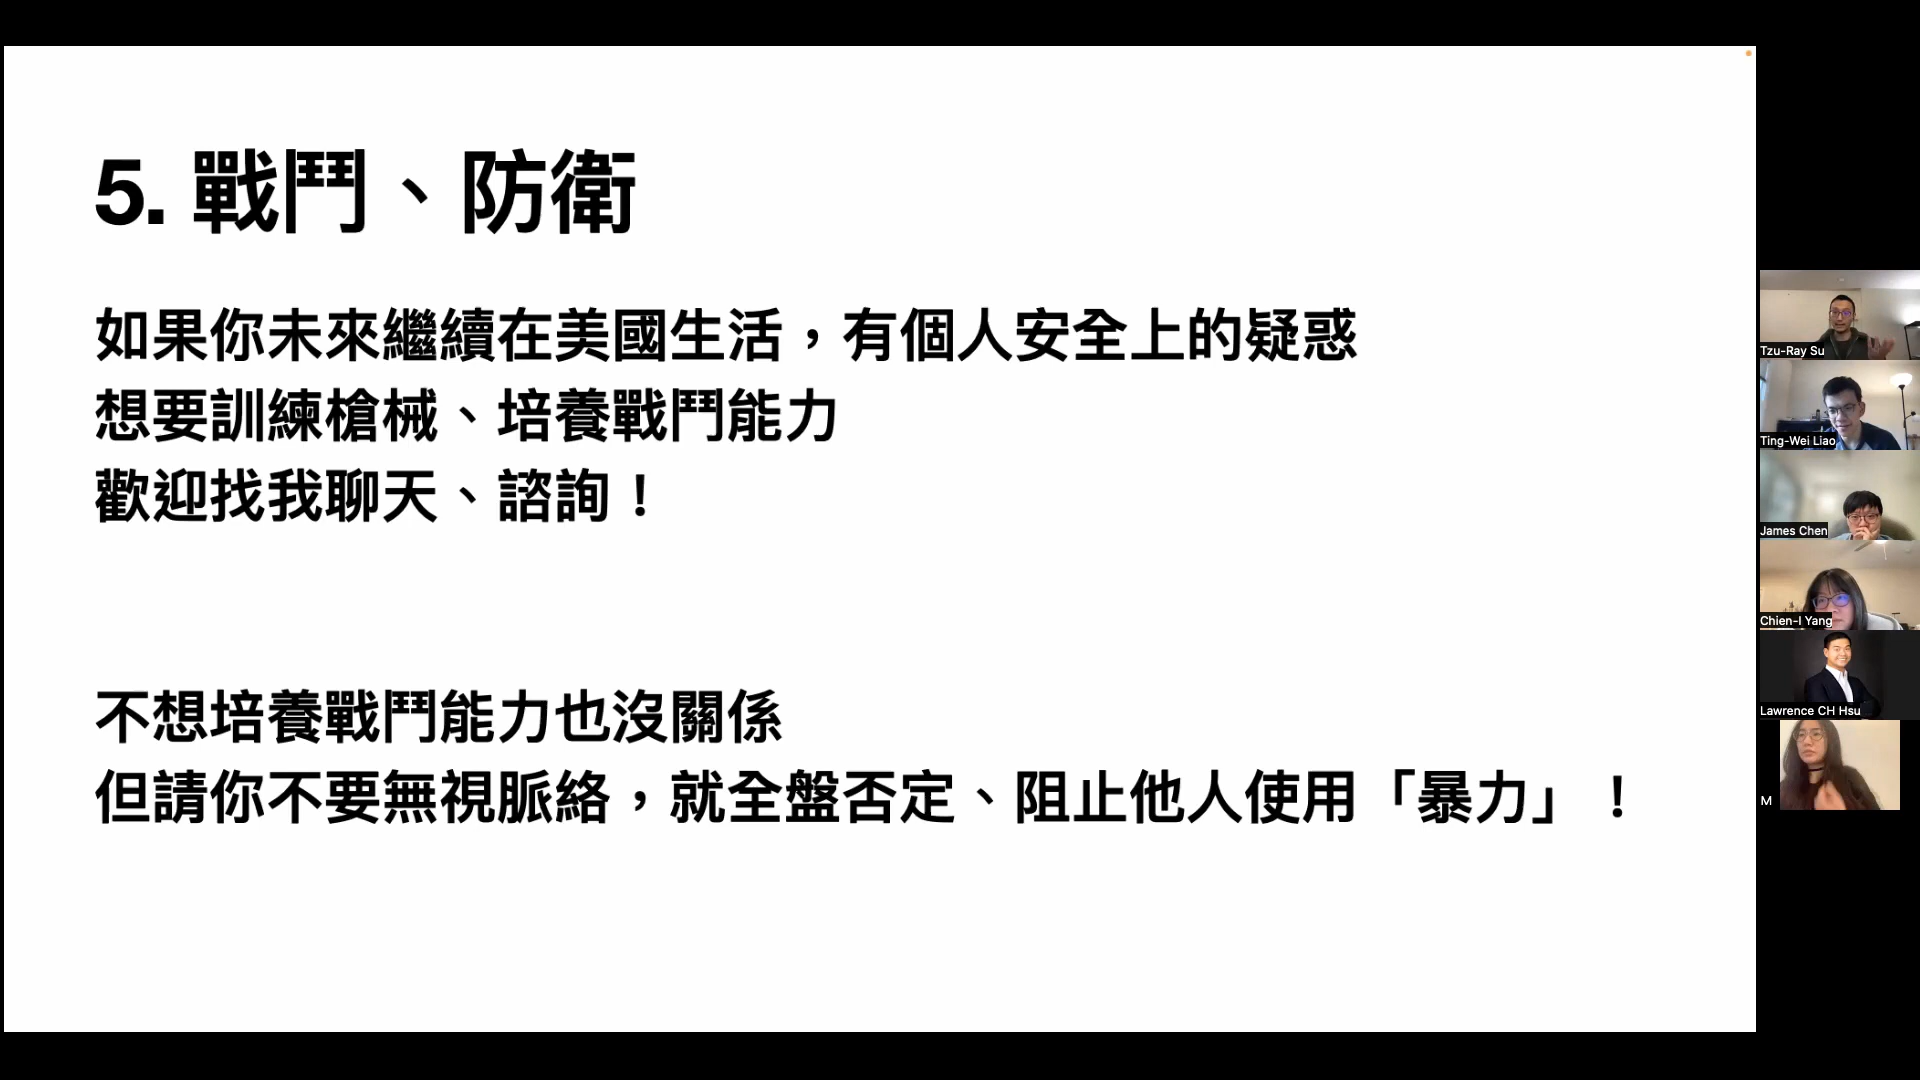 5. 戰鬥、防衛
如果你未來繼續在美國生活，有個人安全上的疑惑
想要訓練槍械、培養戰鬥能力
歡迎找我聊天、諮詢！
不想培養戰鬥能力也沒關係
但請你不要無視脈絡，就全盤否定、阻止他人使用「暴力」！
Tzu-Ray Su
Ting-Wei Liao
James Chen
Chien-I Yang
Lawrence CH Hsu
M